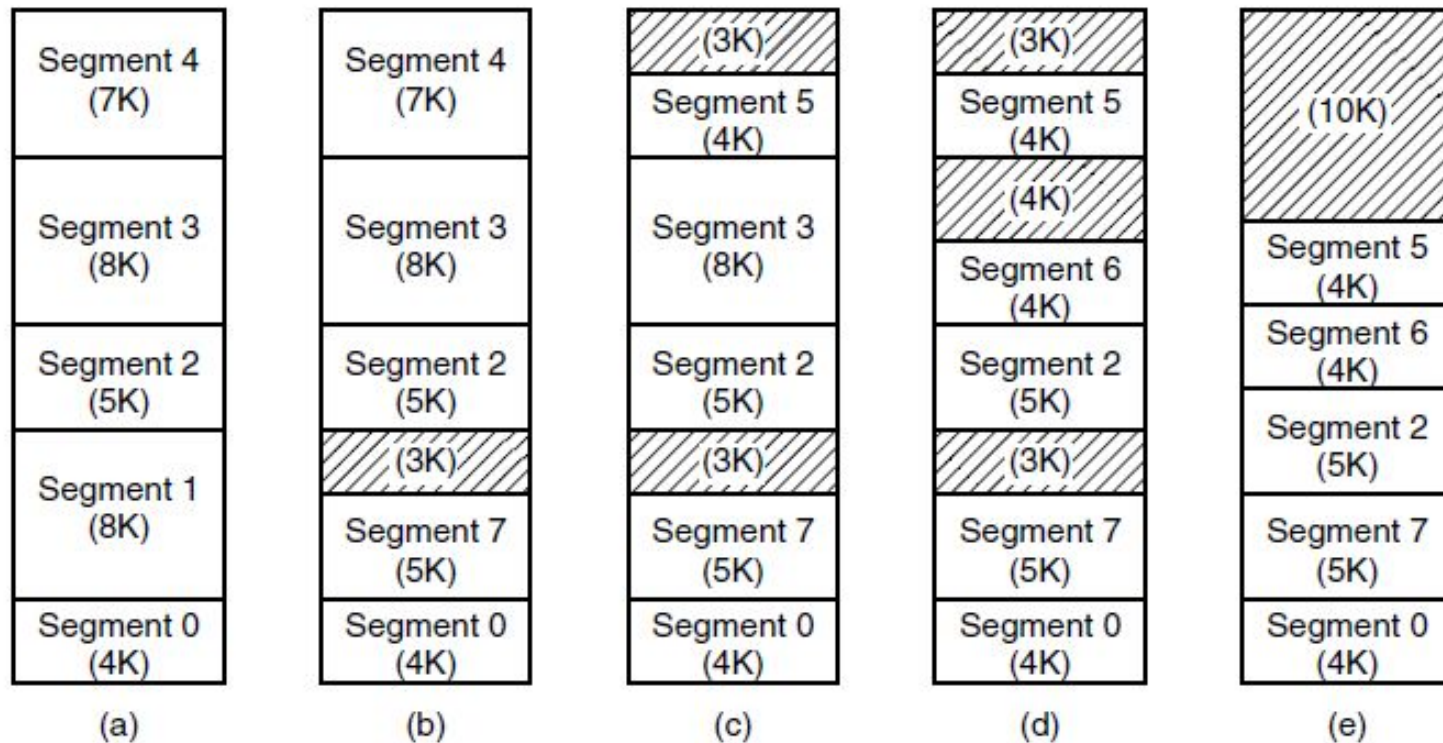 Segment 4
(7K)
Segment 3
(8K)
Segment 2
(5K)
Segment 1
(8K)
Segment 0
(4K)
(a)
Segment 4
(7K)
Segment 3
(8K)
Segment 2
(5K)
(3K)
Segment 7
(5K)
Segment 0
(4K)
(b)
(3K)
Segment 5
(4K)
Segment 3
(8K)
Segment 2
(5K)
(3K)
Segment 7
(5K)
Segment 0
(4K)
(c)
(3K)
Segment 5
(4K)
(4K)
Segment 6
(4K)
Segment 2
(5K)
(3K)
Segment 7
(5K)
Segment 0
(4K)
(d)
(10K)
Segment 5
(4K)
Segment 6
(4K)
Segment 2
(5K)
Segment 7
(5K)
Segment 0
(4K)
(e)